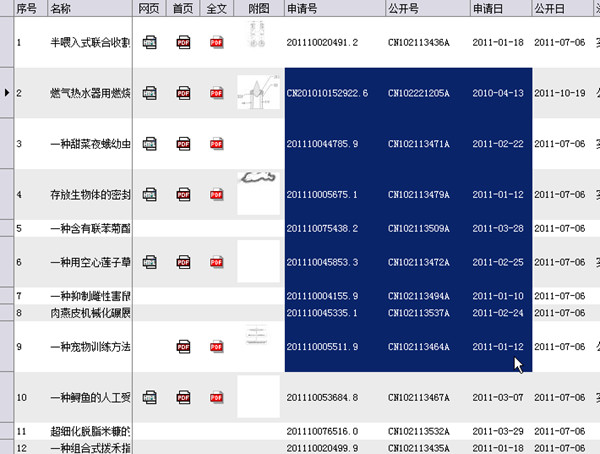 序号 名称 网页 首页 全文 附图 申请号 公开号 申请日 公开日
1 半喂入式联合收割 HTML PDF PDF 201110020491.2 CN102113436A 2011-01-18 2011-07-06
2 燃气热水器用燃烧 HTML PDF PDF CN201010152922.6 CN102221205A 2010-04-13 2011-10-19
3 一种甜菜夜蛾幼虫 HTML PDF PDF 201110044785.9 CN102113471A 2011-02-22 2011-07-06
4 存放生物体的密封 HTML PDF PDF 201110005675.1 CN102113479A 2011-01-12 2011-07-06
5 一种含有联苯菊酯 201110075438.2 CN102113509A 2011-03-28 2011-07-06
6 一种用空心莲子草 HTML PDF PDF 201110045853.3 CN102113472A 2011-02-25 2011-07-06
7 一种抑制雌性害鼠 201110004155.9 CN102113494A 2011-01-10 2011-07-06
8 肉燕皮机械化碾展 201110045335.1 CN102113537A 2011-02-24 2011-07-06
9 一种宠物训练方法 PDF PDF 201110005511.9 CN102113464A 2011-01-12 2011-07-06
10 一种鲟鱼的人工受 HTML PDF PDF 201110053684.8 CN102113467A 2011-03-07 2011-07-06
11 超细化脱脂米糠的 201110076516.0 CN102113532A 2011-03-29 2011-07-06
12 一种组合式拨禾指 201110020499.9 CN102113435A 2011-01-18 2011-07-06